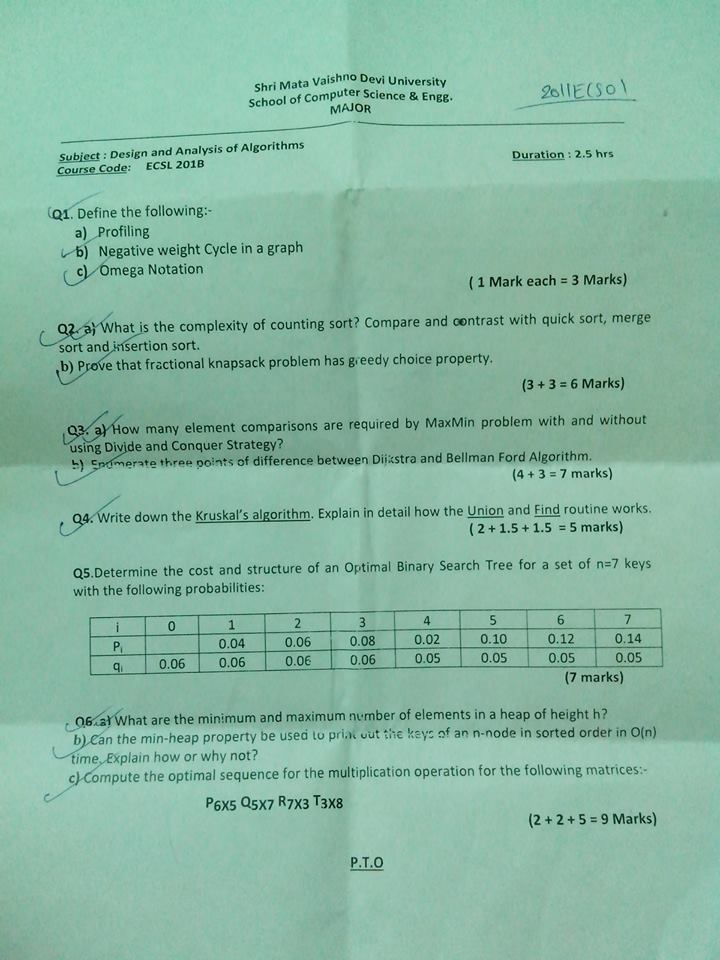 Shri Mata Vaishno Devi University
School of Computer Science & Engg.
MAJOR
Subject : Design and Analysis of Algorithms
Course Code: ECSL 201B
Duration : 2.5 hrs
Q1. Define the following:-
a) Profiling
b) Negative weight Cycle in a graph
c) Omega Notation
( 1 Mark each = 3 Marks)
Q2. a) What is the complexity of counting sort? Compare and contrast with quick sort, merge
sort and insertion sort.
b) Prove that fractional knapsack problem has greedy choice property.
(3 + 3 = 6 Marks)
Q3. a) How many element comparisons are required by MaxMin problem with and without
using Divide and Conquer Strategy?
b) Enumerate three points of difference between Dijkstra and Bellman Ford Algorithm.
(4 + 3 = 7 marks)
Q4. Write down the Kruskal's algorithm. Explain in detail how the Union and Find routine works.
( 2 + 1.5 + 1.5 = 5 marks)
Q5.Determine the cost and structure of an Optimal Binary Search Tree for a set of n=7 keys
with the following probabilities:
i 0 1 2 3 4 5 6 7
Pi 0.04 0.06 0.08 0.02 0.10 0.12 0.14
qi 0.06 0.06 0.06 0.06 0.05 0.05 0.05 0.05
(7 marks)
Q6.a) What are the minimum and maximum number of elements in a heap of height h?
b) Can the min-heap property be used to print out the keys of an n-node in sorted order in O(n)
time. Explain how or why not?
c) Compute the optimal sequence for the multiplication operation for the following matrices:-
P6X5 Q5X7 R7X3 T3X8
(2 + 2 + 5 = 9 Marks)
P.T.O